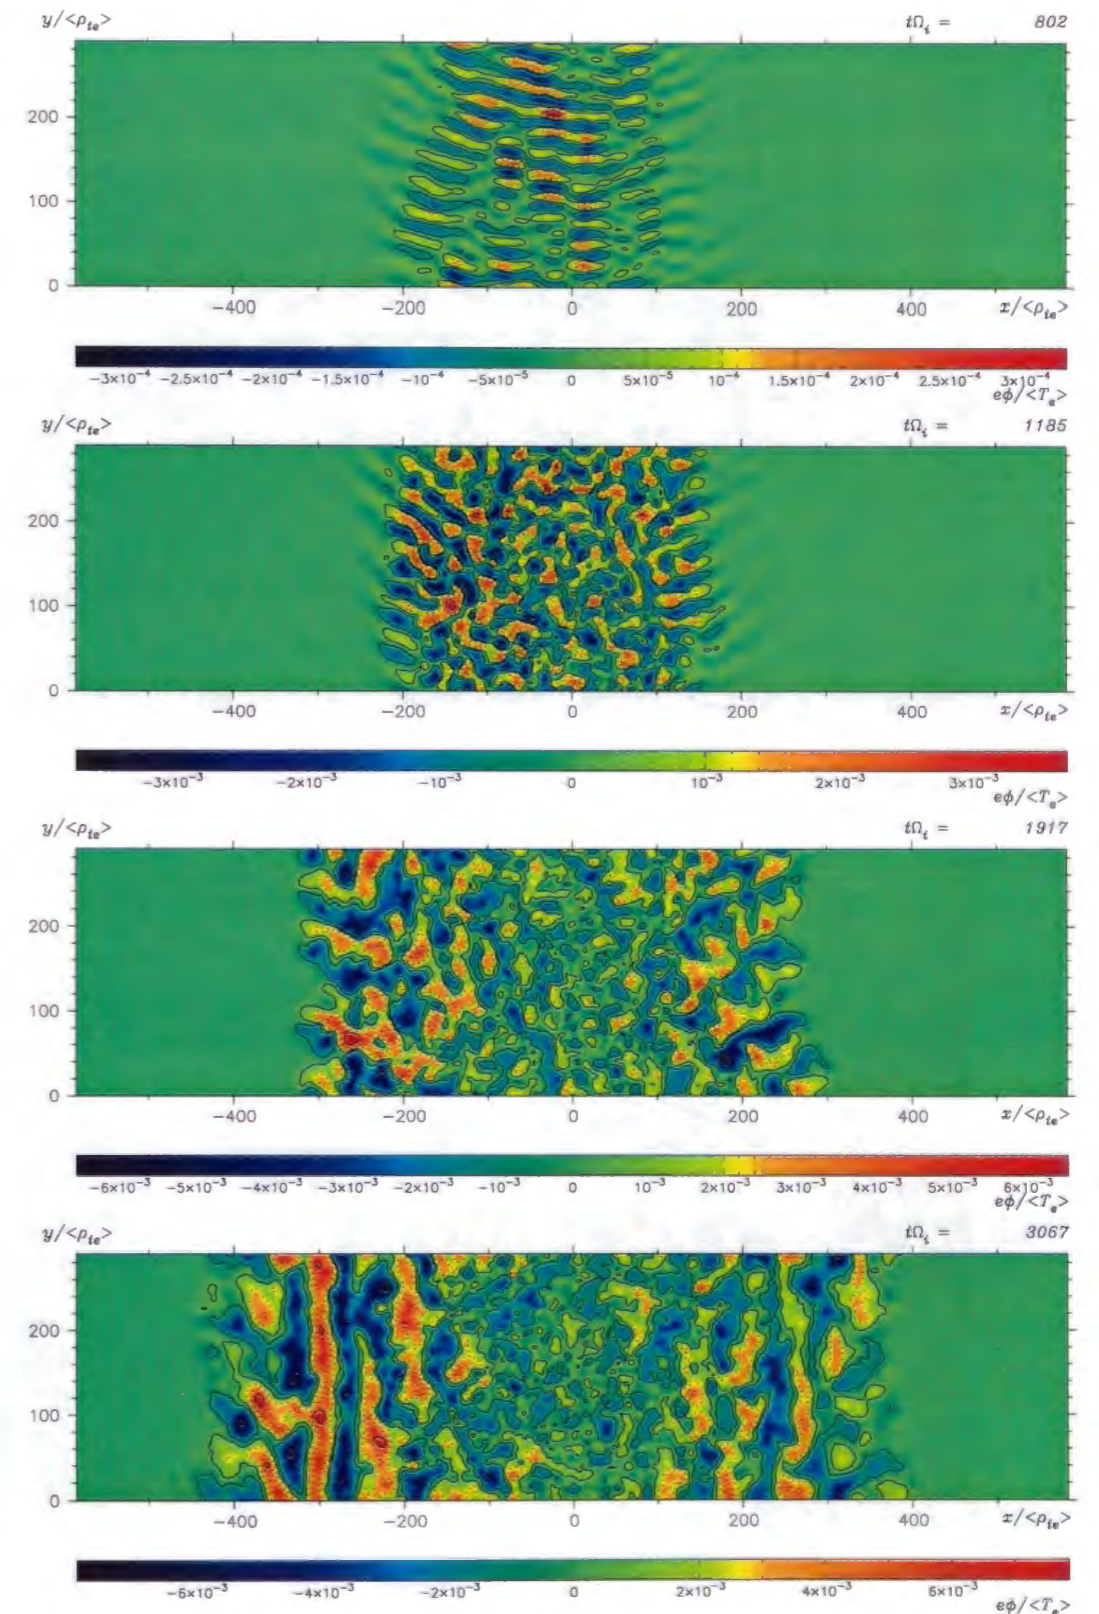 y/<ρte> tΩi = 802
200
100
0
−400 −200 0 200 400 x/<ρte>
−3×10−4 −2.5×10−4 −2×10−4 −1.5×10−4 −10−4 −5×10−5 0 5×10−5 10−4 1.5×10−4 2×10−4 2.5×10−4 3×10−4
eϕ/<Te>
y/<ρte> tΩi = 1185
200
100
0
−400 −200 0 200 400 x/<ρte>
−3×10−3 −2×10−3 −10−3 0 10−3 2×10−3 3×10−3
eϕ/<Te>
y/<ρte> tΩi = 1917
200
100
0
−400 −200 0 200 400 x/<ρte>
−6×10−3 −5×10−3 −4×10−3 −3×10−3 −2×10−3 −10−3 0 10−3 2×10−3 3×10−3 4×10−3 5×10−3 6×10−3
eϕ/<Te>
y/<ρte> tΩi = 3067
200
100
0
−400 −200 0 200 400 x/<ρte>
−6×10−3 −4×10−3 −2×10−3 0 2×10−3 4×10−3 6×10−3
eϕ/<Te>